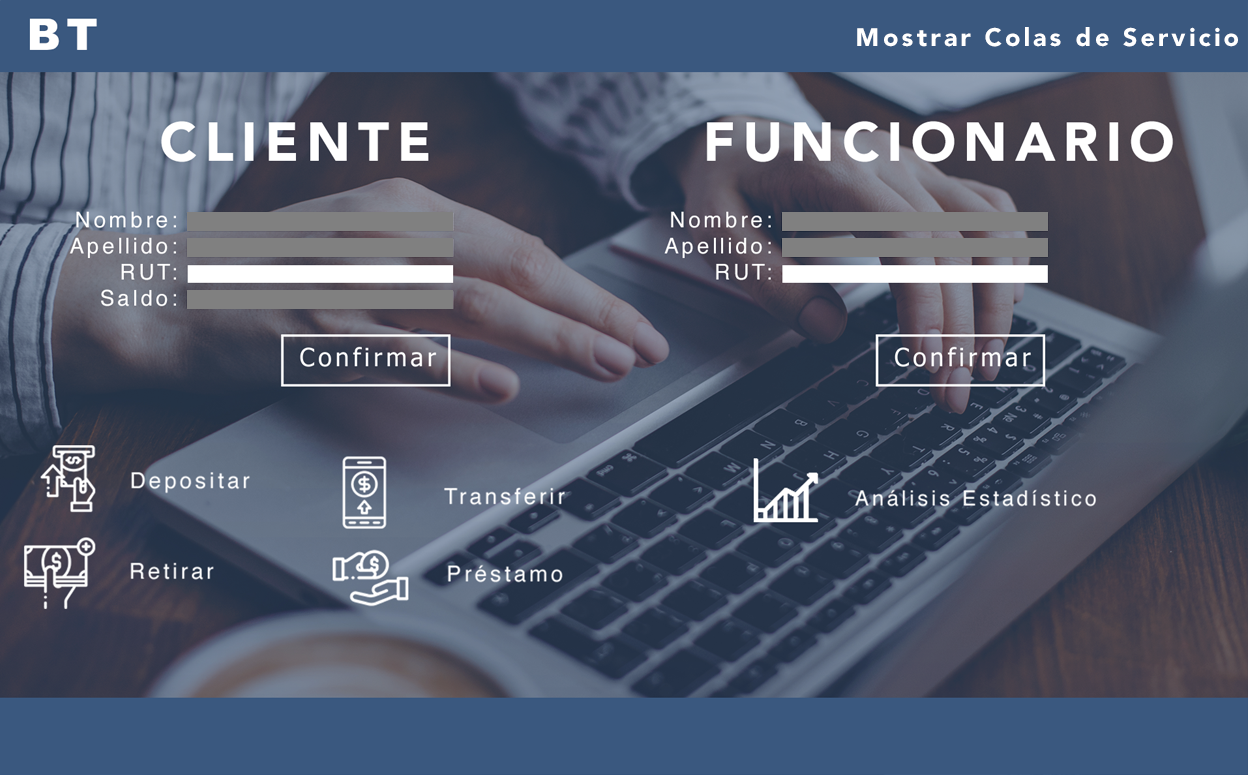 BT
Mostrar Colas de Servicio
CLIENTE
Nombre:
Apellido:
RUT:
Saldo:
Confirmar
Depositar
Transferir
Retirar
Préstamo
FUNCIONARIO
Nombre:
Apellido:
RUT:
Confirmar
Análisis Estadístico